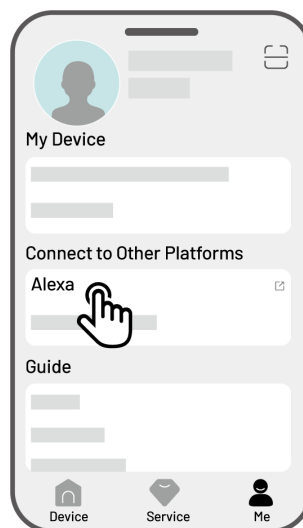 My Device
Connect to Other Platforms
Alexa
Guide
Device
Service
Me